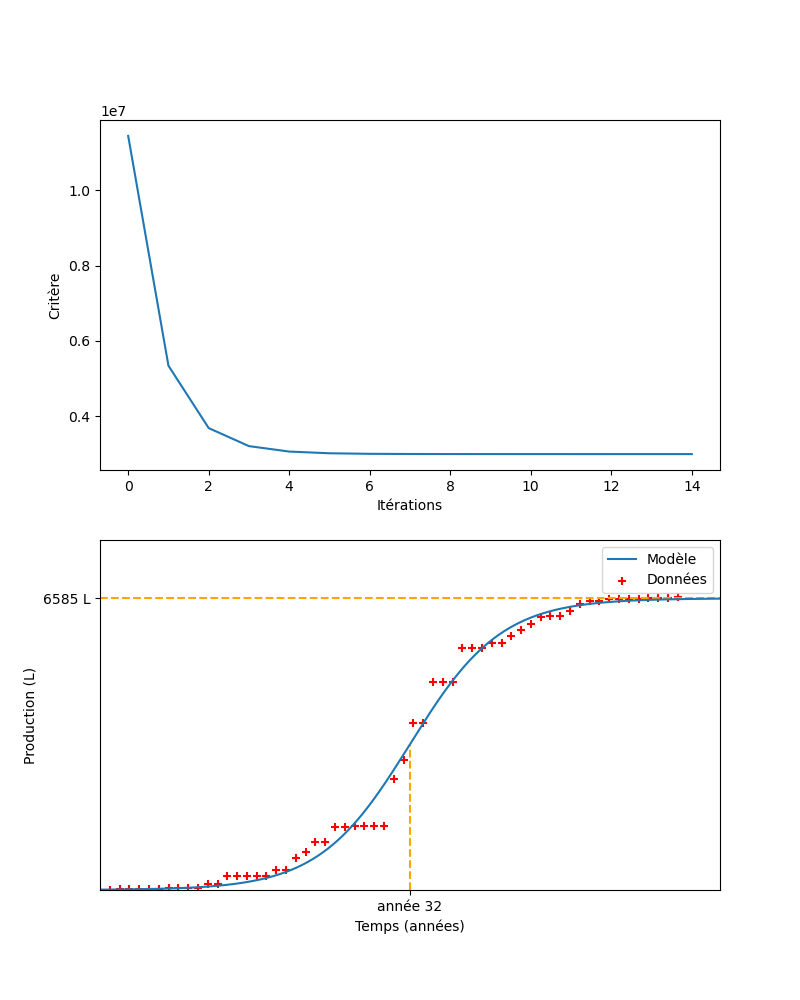 1e7
1.0
0.8
0.6
0.4
Critère
0 2 4 6 8 10 12 14
Itérations
Modèle
Données
6585 L
Production (L)
année 32
Temps (années)